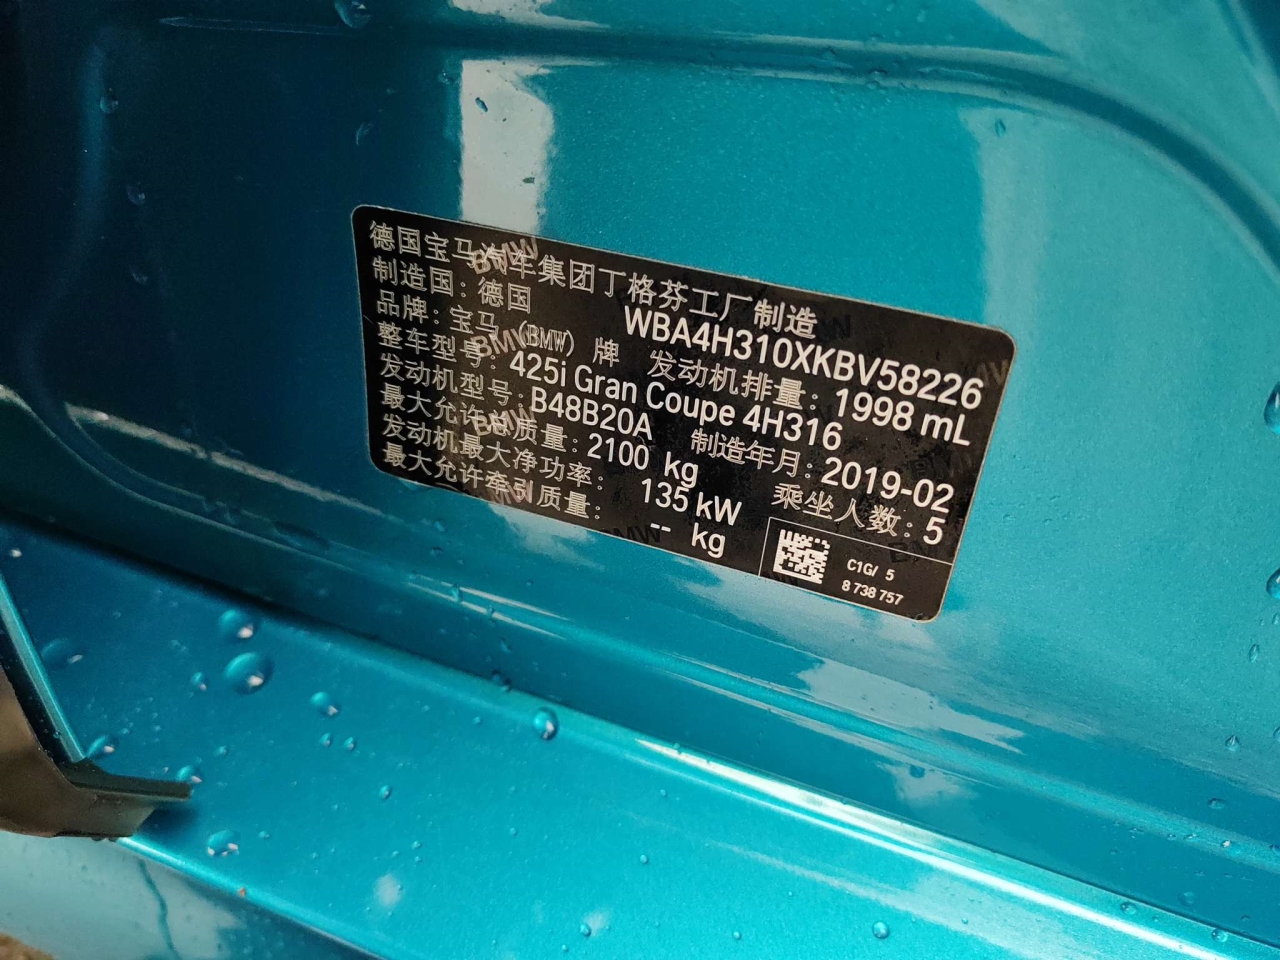 德国宝马汽车集团丁格芬工厂制造
制造国：德国 WBA4H310XKBV58226
品牌：宝马（BMW）牌 发动机排量：1998 mL
整车型号：425i Gran Coupe 4H316
发动机型号：B48B20A 制造年月：2019-02
最大允许总质量：2100 kg 乘坐人数：5
发动机最大净功率：135 kW
最大允许牵引质量：-- kg
C1G/ 5
8 738 757